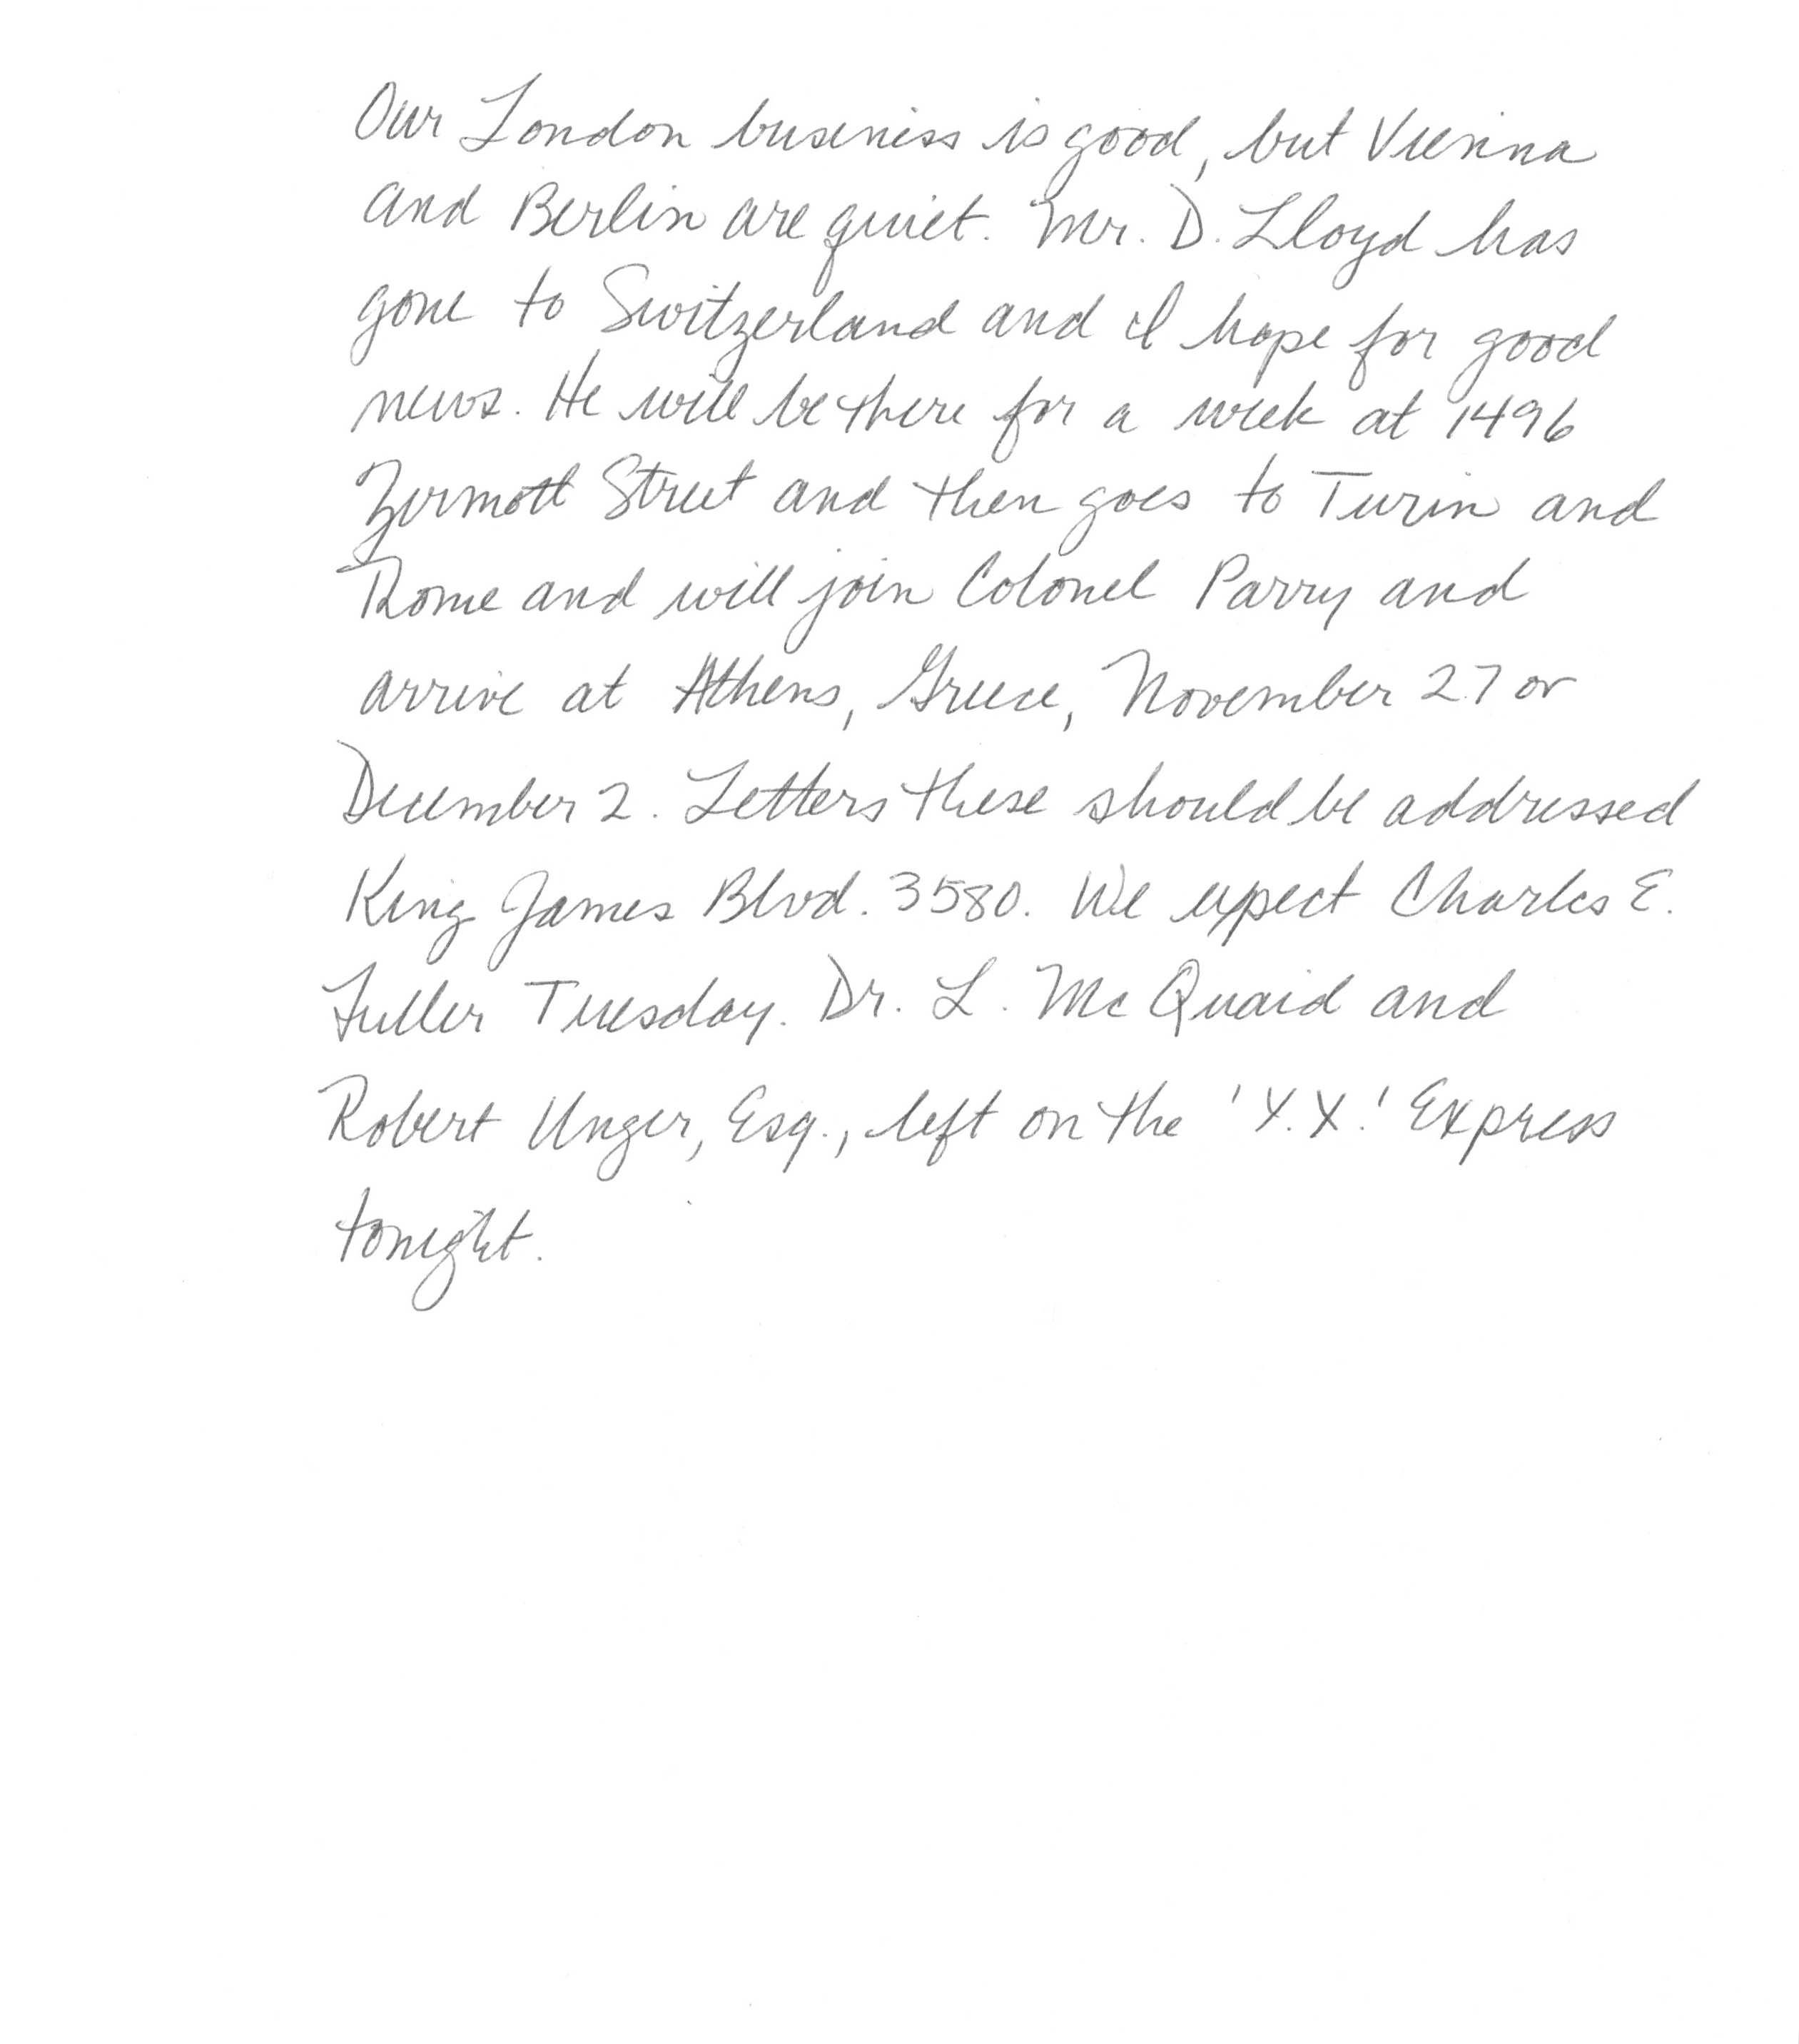 Our London business is good, but Vienna
and Berlin are quiet. Mr. D. Lloyd has
gone to Switzerland and I hope for good
news. He will be there for a week at 1496
Zermott Street and then goes to Turin and
Rome and will join Colonel Parry and
arrive at Athens, Greece, November 27 or
December 2. Letters these should be addressed
King James Blvd. 3580. We expect Charles E.
Fuller Tuesday. Dr. L. Mc Quaid and
Robert Unger, Esq., left on the 'Y.X.' Express
tonight.